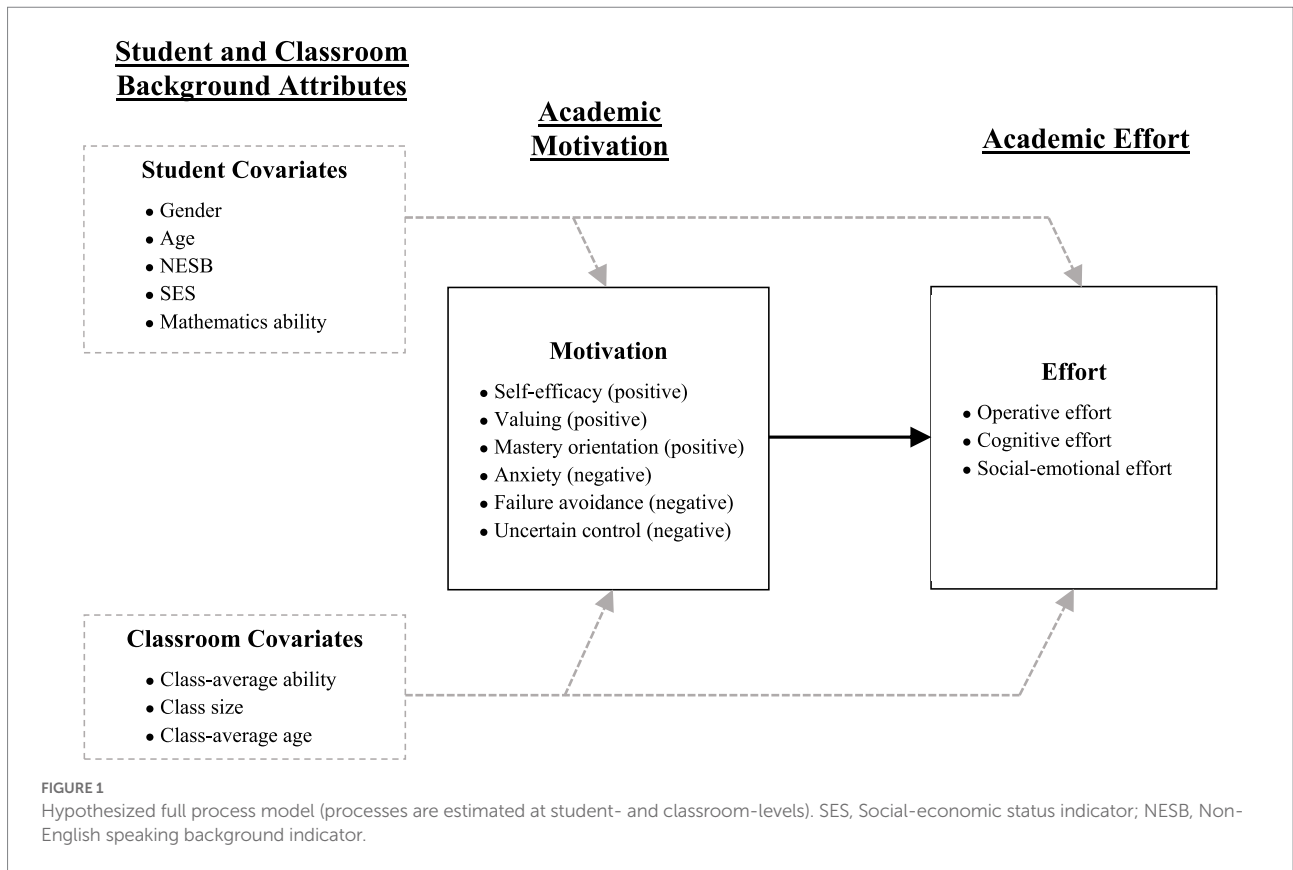 Student and Classroom
Background Attributes
Academic
Motivation
Academic Effort
Student Covariates
• Gender
• Age
• NESB
• SES
• Mathematics ability
Motivation
• Self-efficacy (positive)
• Valuing (positive)
• Mastery orientation (positive)
• Anxiety (negative)
• Failure avoidance (negative)
• Uncertain control (negative)
Effort
• Operative effort
• Cognitive effort
• Social-emotional effort
Classroom Covariates
• Class-average ability
• Class size
• Class-average age
FIGURE 1
Hypothesized full process model (processes are estimated at student- and classroom-levels). SES, Social-economic status indicator; NESB, Non-
English speaking background indicator.